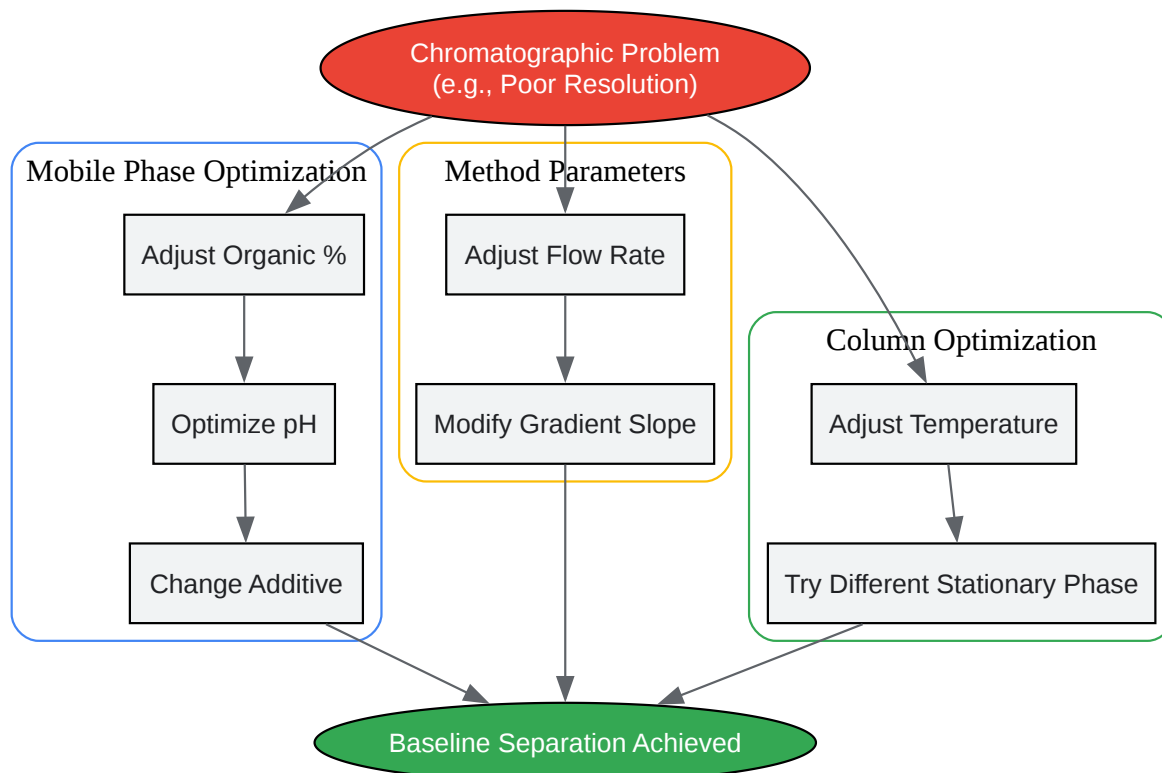 Chromatographic Problem
(e.g., Poor Resolution)
Mobile Phase Optimization
Adjust Organic %
Optimize pH
Change Additive
Method Parameters
Adjust Flow Rate
Modify Gradient Slope
Column Optimization
Adjust Temperature
Try Different Stationary Phase
Baseline Separation Achieved